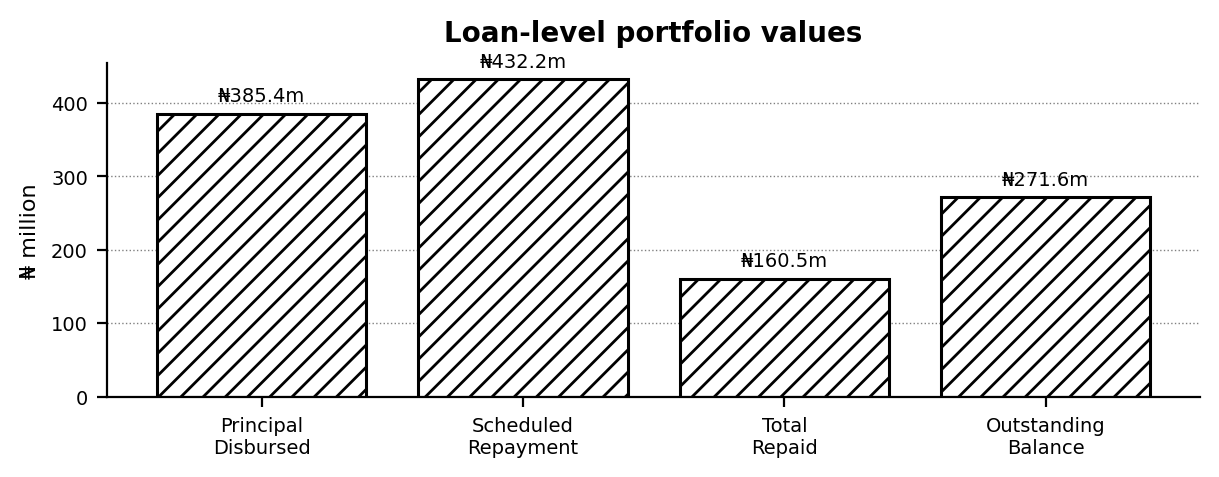 Loan-level portfolio values
₦ million
400
300
200
100
0
₦385.4m
₦432.2m
₦160.5m
₦271.6m
Principal
Disbursed
Scheduled
Repayment
Total
Repaid
Outstanding
Balance